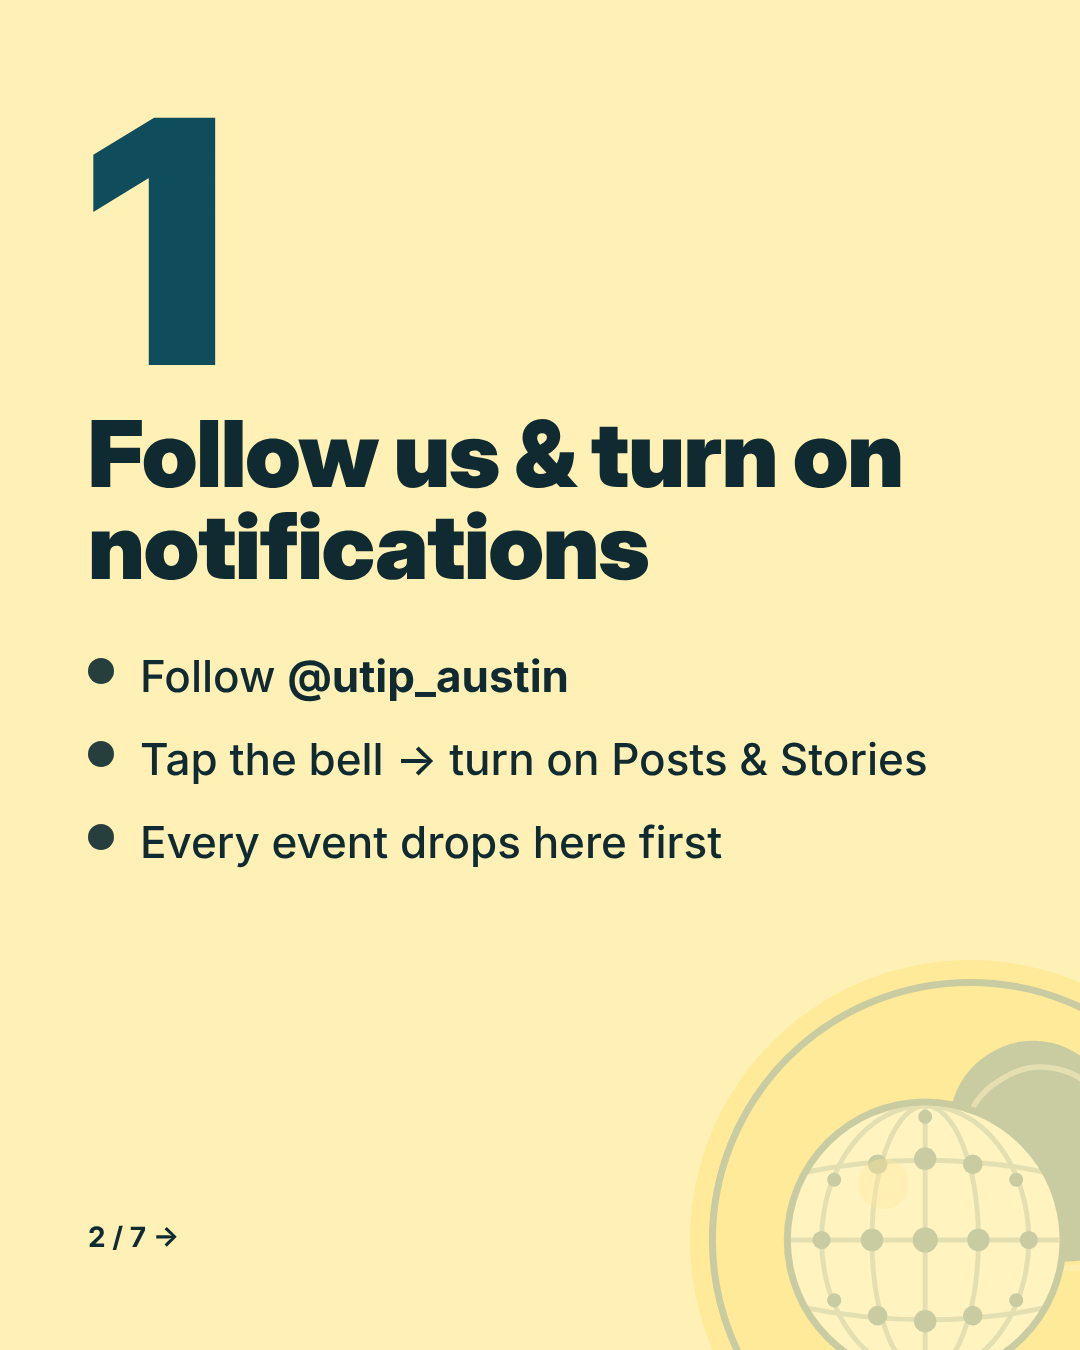 1
Follow us & turn on
notifications
Follow @utip_austin
Tap the bell → turn on Posts & Stories
Every event drops here first
2 / 7 →